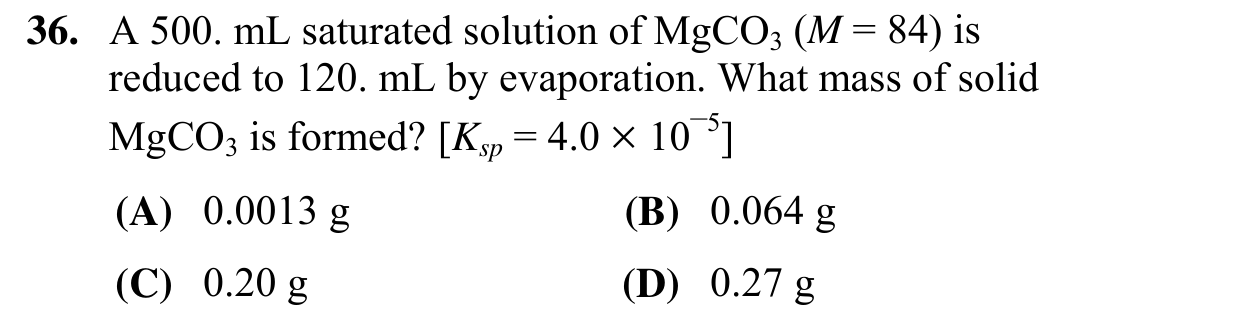 36. A 500. mL saturated solution of MgCO₃ (M = 84) is
reduced to 120. mL by evaporation. What mass of solid
MgCO₃ is formed? [Kₛₚ = 4.0 × 10⁻⁵]
(A) 0.0013 g (B) 0.064 g
(C) 0.20 g (D) 0.27 g